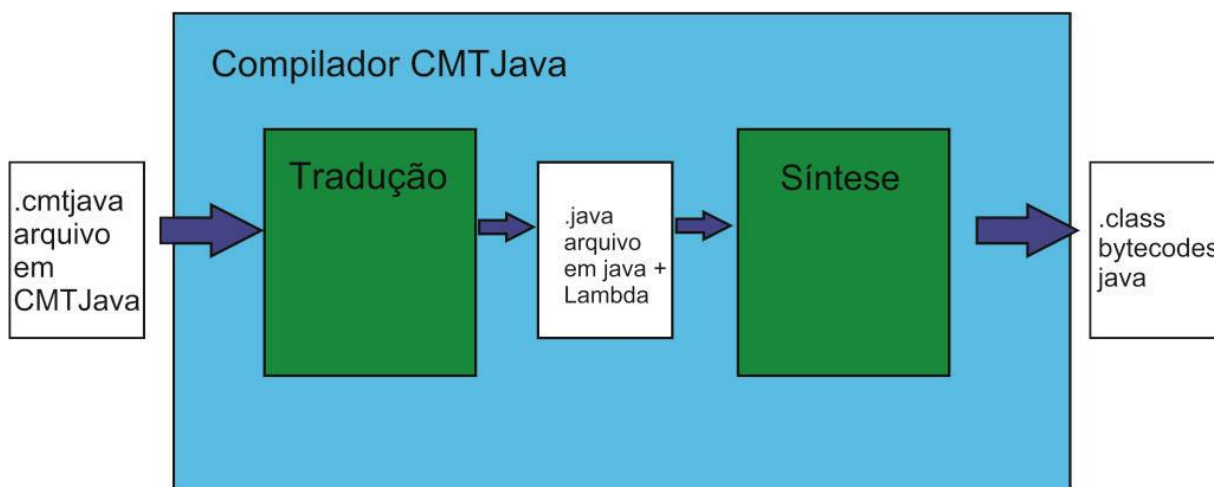 Compilador CMTJava
.cmtjava
arquivo
em
CMTJava
Tradução
.java
arquivo
em java +
Lambda
Síntese
.class
bytecodes
java